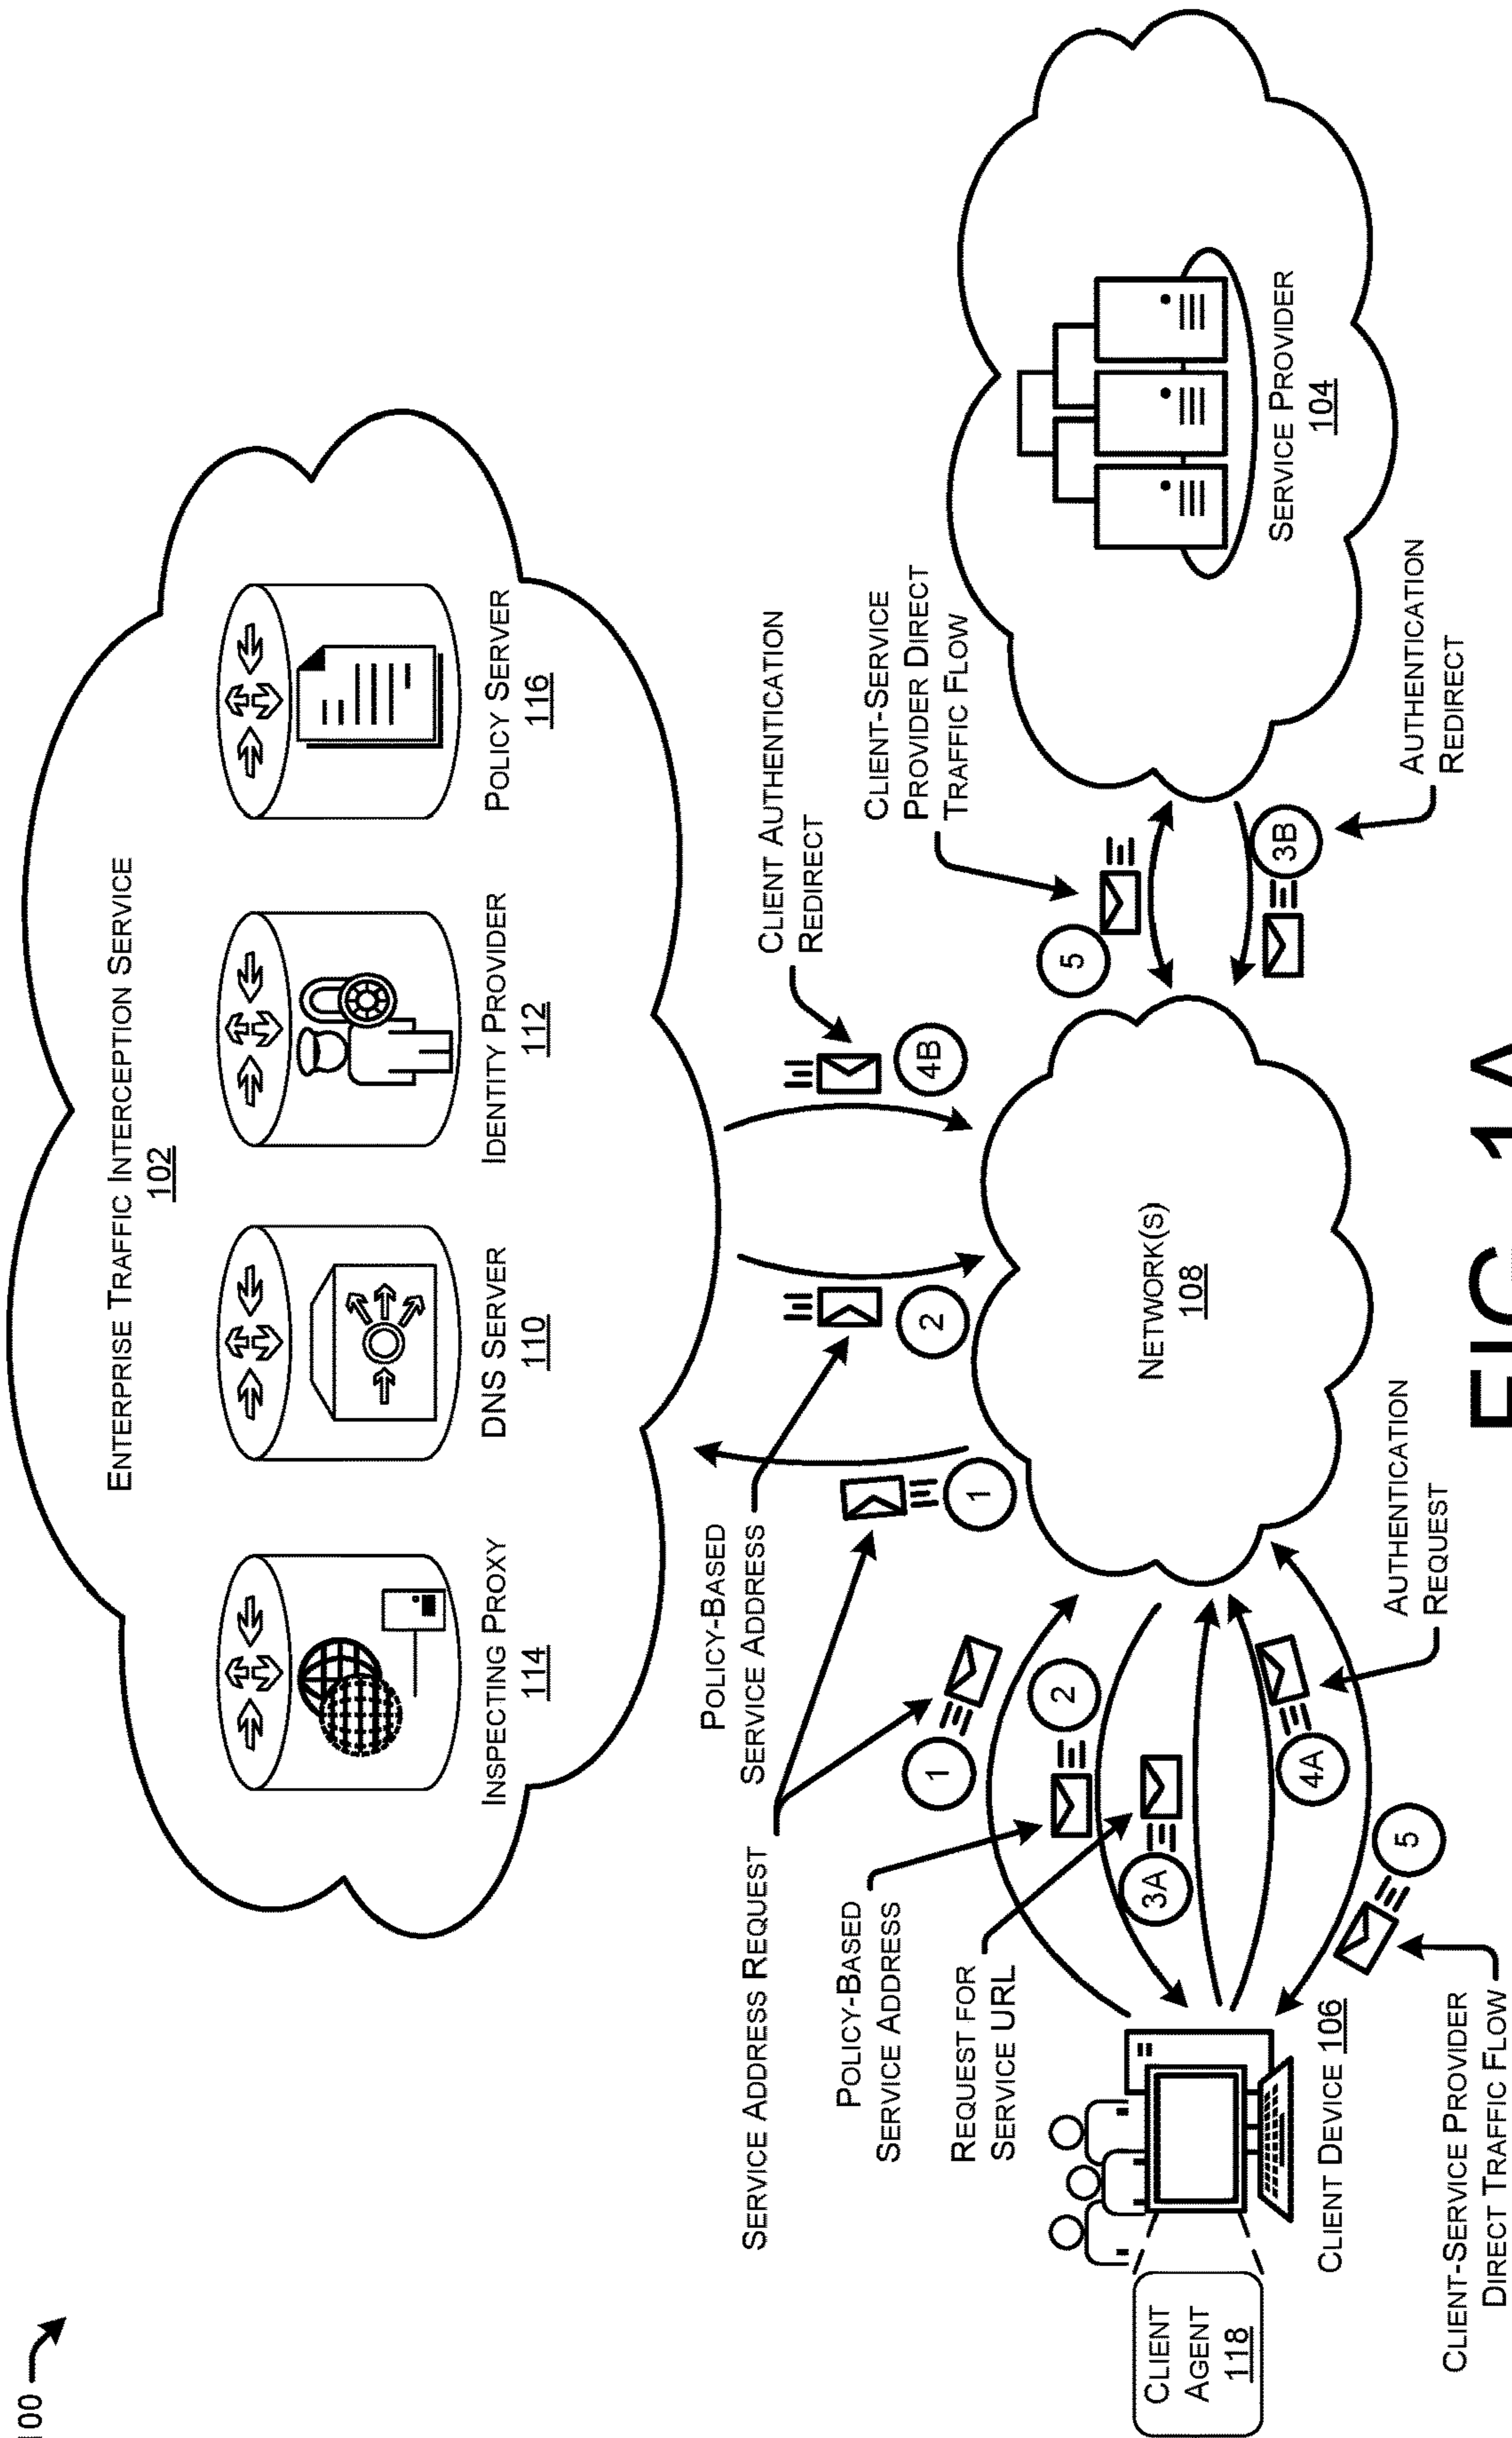 100
ENTERPRISE TRAFFIC INTERCEPTION SERVICE
102
INSPECTING PROXY
114
DNS SERVER
110
IDENTITY PROVIDER
112
POLICY SERVER
116
SERVICE ADDRESS REQUEST
POLICY-BASED
SERVICE ADDRESS
CLIENT AUTHENTICATION
REDIRECT
1
2
4B
POLICY-BASED
SERVICE ADDRESS
REQUEST FOR
SERVICE URL
1
2
3A
4A
5
CLIENT-SERVICE
PROVIDER DIRECT
TRAFFIC FLOW
5
3B
CLIENT
AGENT
118
CLIENT DEVICE 106
NETWORK(S)
108
SERVICE PROVIDER
104
CLIENT-SERVICE PROVIDER
DIRECT TRAFFIC FLOW
AUTHENTICATION
REQUEST
AUTHENTICATION
REDIRECT
FIG. 1A